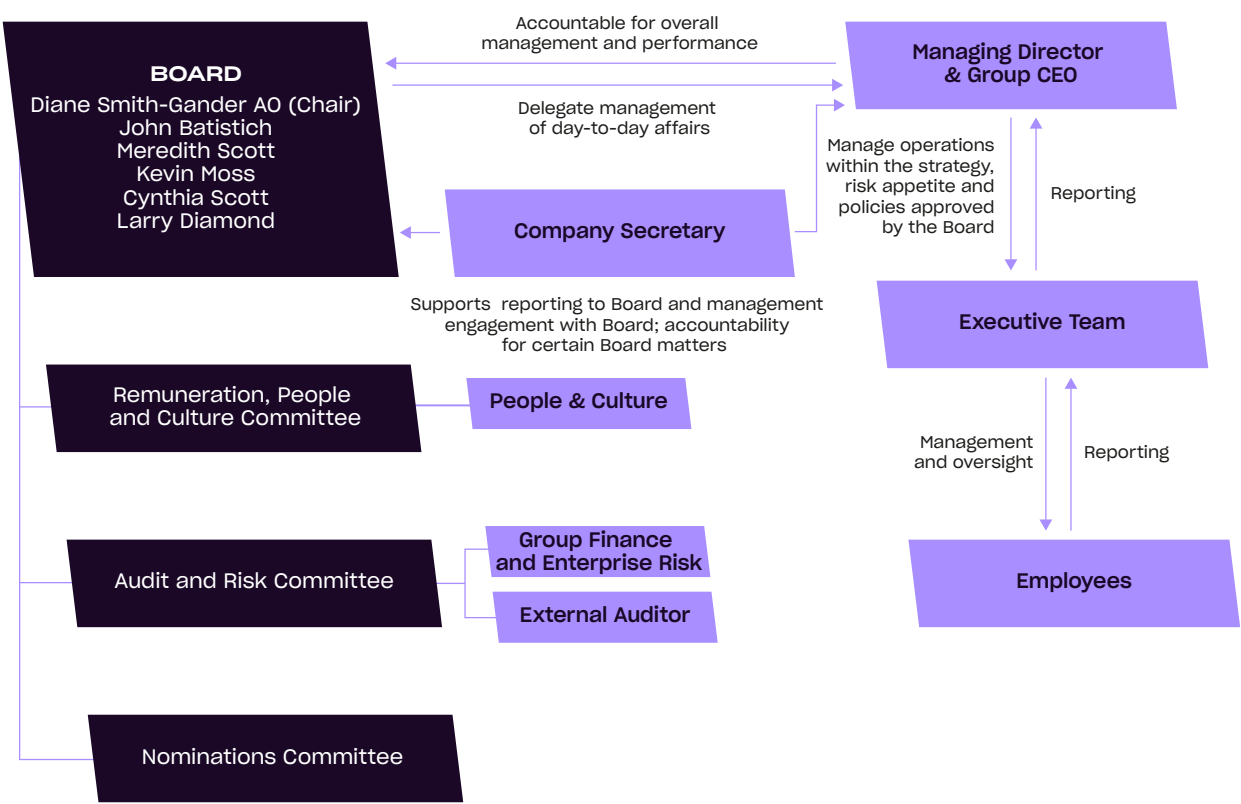 BOARD
Diane Smith-Gander AO (Chair)
John Batistich
Meredith Scott
Kevin Moss
Cynthia Scott
Larry Diamond
Accountable for overall
management and performance
Delegate management
of day-to-day affairs
Managing Director
& Group CEO
Company Secretary
Supports  reporting to Board and management
engagement with Board; accountability
for certain Board matters
Manage operations
within the strategy,
risk appetite and
policies approved
by the Board
Reporting
Executive Team
Remuneration, People
and Culture Committee
People & Culture
Management
and oversight
Reporting
Audit and Risk Committee
Group Finance
and Enterprise Risk
External Auditor
Employees
Nominations Committee